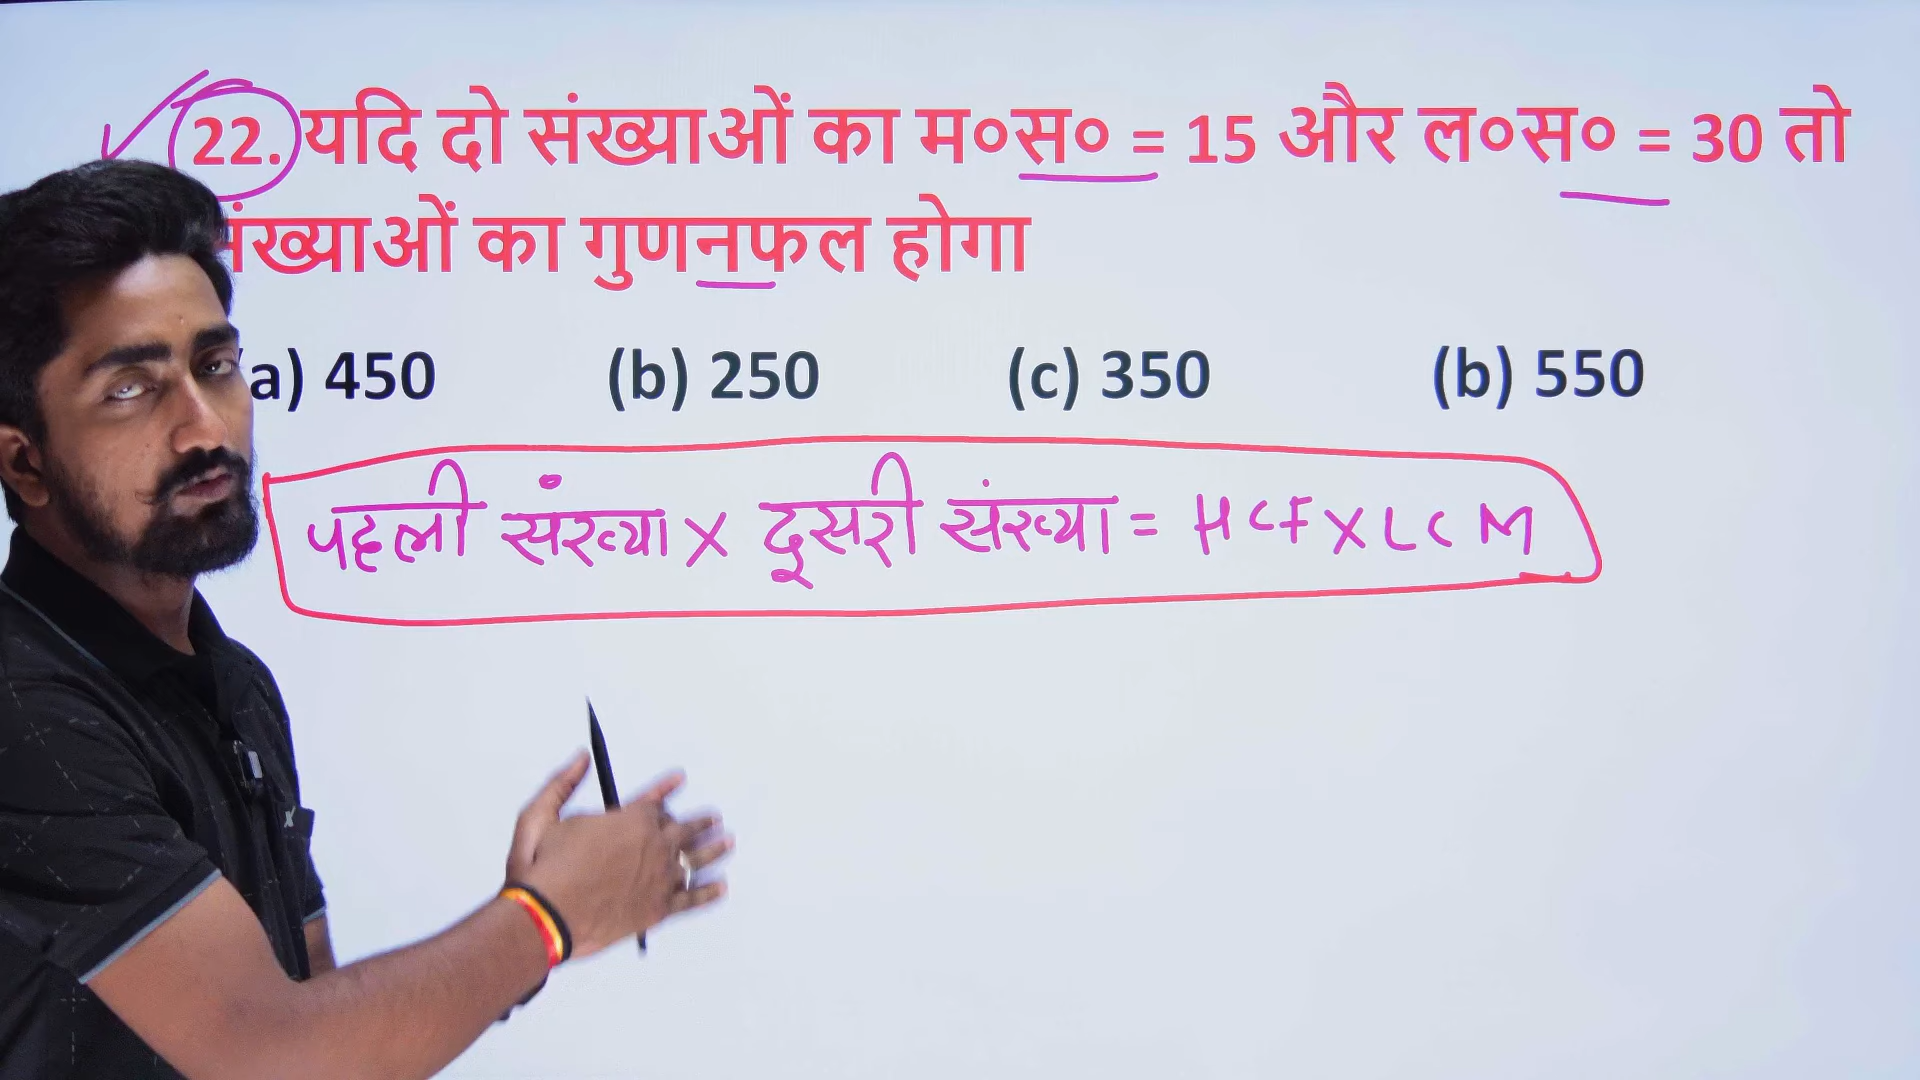 22. यदि दो संख्याओं का म०स० = 15 और ल०स० = 30 तो
संख्याओं का गुणनफल होगा
a) 450 (b) 250 (c) 350 (b) 550
पहली संख्या X दुसरी संख्या = HCF X LCM